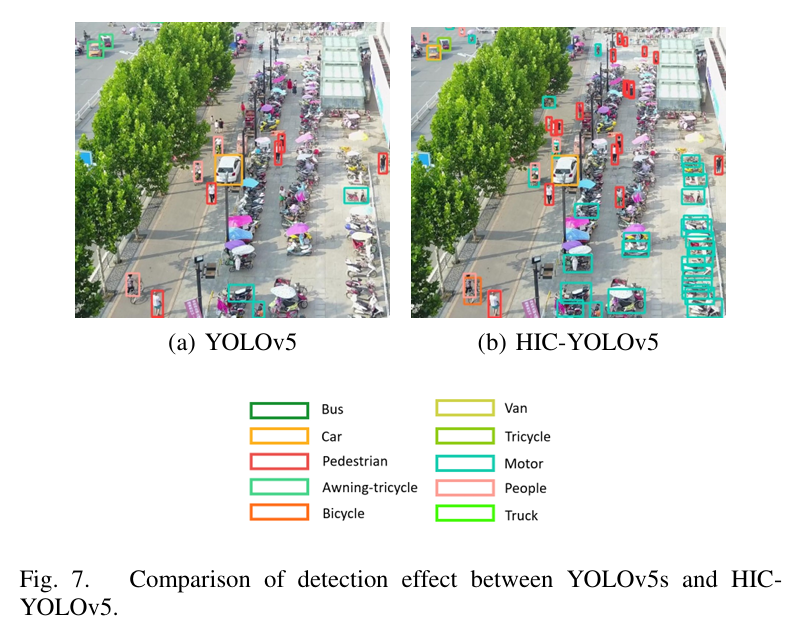 (a) YOLOv5
(b) HIC-YOLOv5
Bus
Car
Pedestrian
Awning-tricycle
Bicycle
Van
Tricycle
Motor
People
Truck
Fig. 7. Comparison of detection effect between YOLOv5s and HIC-
YOLOv5.